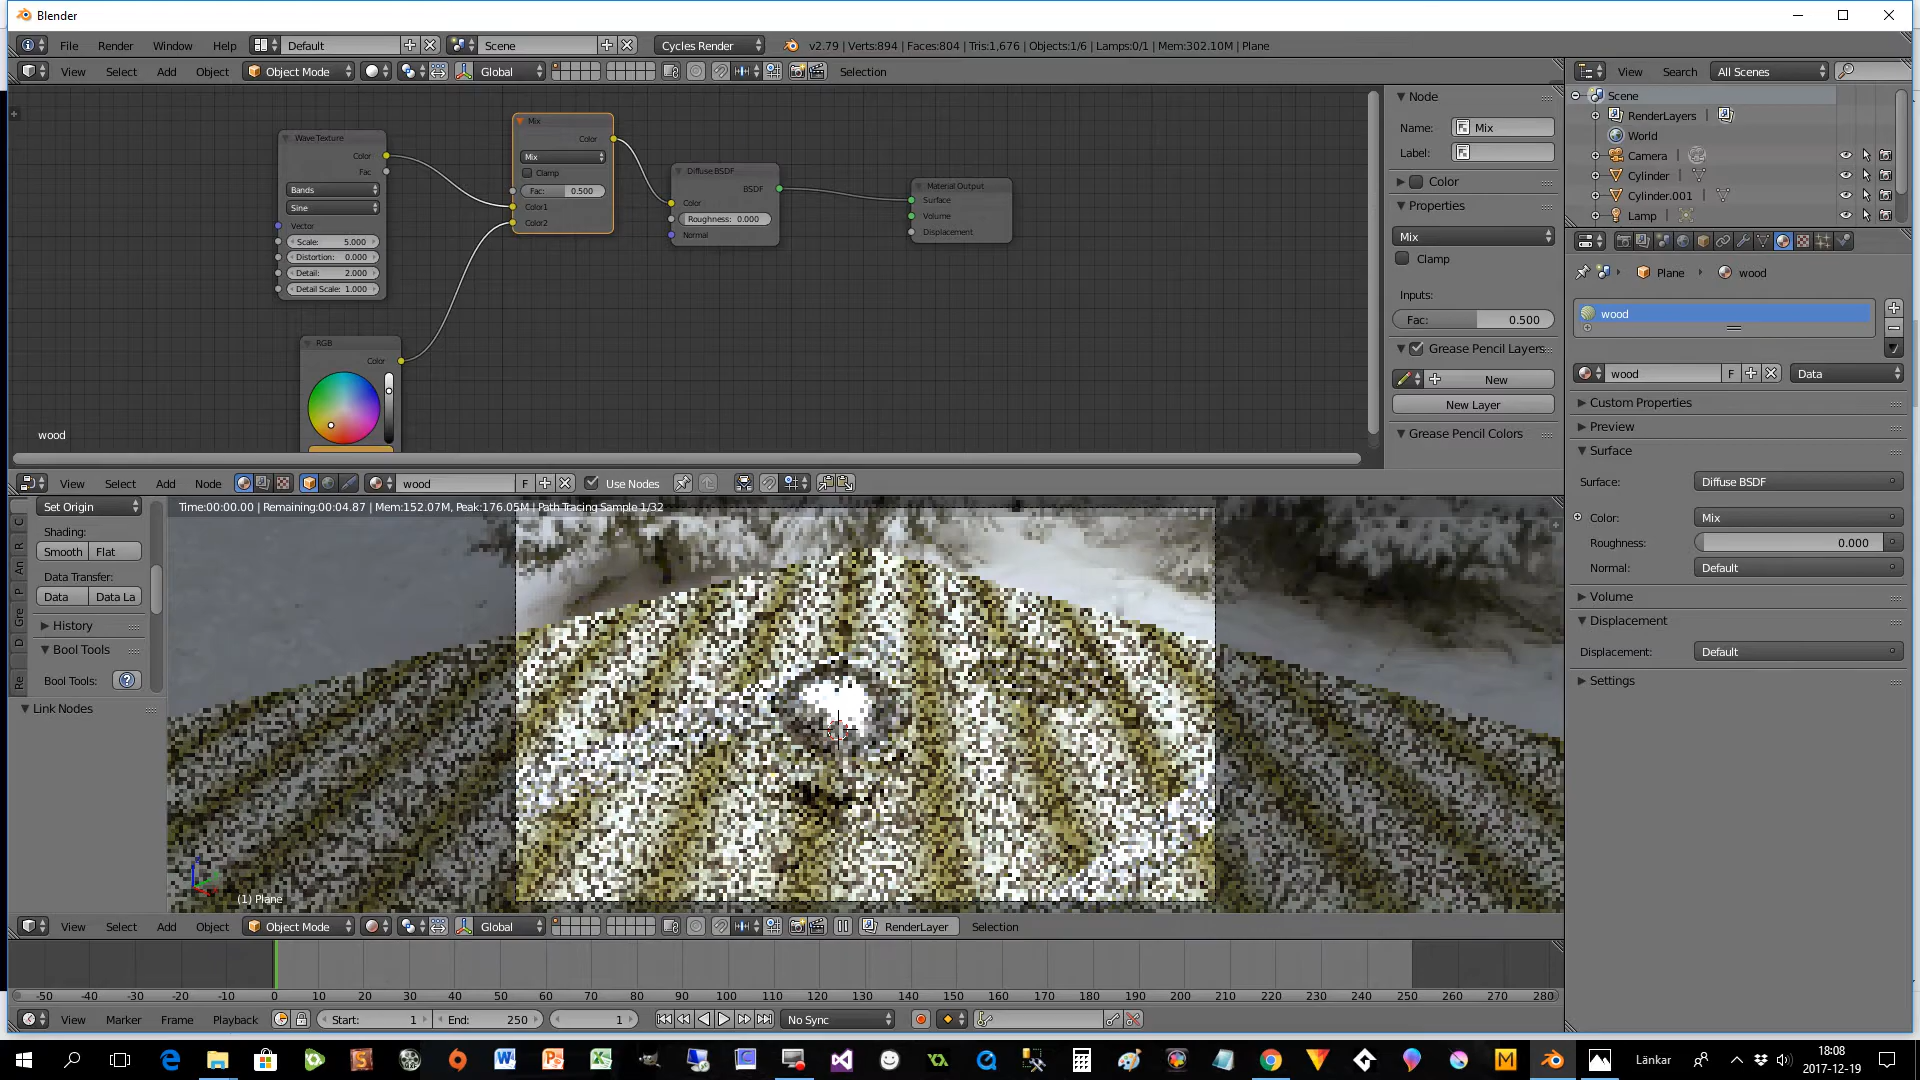 Blender
File Render Window Help Default Scene Cycles Render v2.79 | Verts:894 | Faces:804 | Tris:1,676 | Objects:1/6 | Lamps:0/1 | Mem:302.10M | Plane
View Select Add Object Object Mode Global Selection
View Search All Scenes
Wave Texture
Color
Fac
Bands
Sine
Vector
Scale: 5.000
Distortion: 0.000
Detail: 2.000
Detail Scale: 1.000
RGB
Color
wood
Mix
Color
Mix
Clamp
Fac: 0.500
Color1
Color2
Diffuse BSDF
BSDF
Color
Roughness: 0.000
Normal
Material Output
Surface
Volume
Displacement
Node
Name: Mix
Label:
Color
Properties
Mix
Clamp
Inputs:
Fac: 0.500
Grease Pencil Layers
New
New Layer
Grease Pencil Colors
Scene
RenderLayers
World
Camera
Cylinder
Cylinder.001
Lamp
Plane wood
wood
wood F Data
Custom Properties
Preview
Surface
Surface: Diffuse BSDF
Color: Mix
Roughness: 0.000
Normal: Default
Volume
Displacement
Displacement: Default
Settings
View Select Add Node wood F Use Nodes
Set Origin
Shading:
Smooth Flat
Data Transfer:
Data Data La
History
Bool Tools
Bool Tools:
Link Nodes
C
R
An
P
Gre
D
Re
Time:00:00.00 | Remaining:00:04.87 | Mem:152.07M, Peak:176.05M | Path Tracing Sample 1/32
(1) Plane
View Select Add Object Object Mode Global RenderLayer Selection
-50 -40 -30 -20 -10 0 10 20 30 40 50 60 70 80 90 100 110 120 130 140 150 160 170 180 190 200 210 220 230 240 250 260 270 280
View Marker Frame Playback Start: 1 End: 250 1 No Sync
Länkar
18:08
2017-12-19